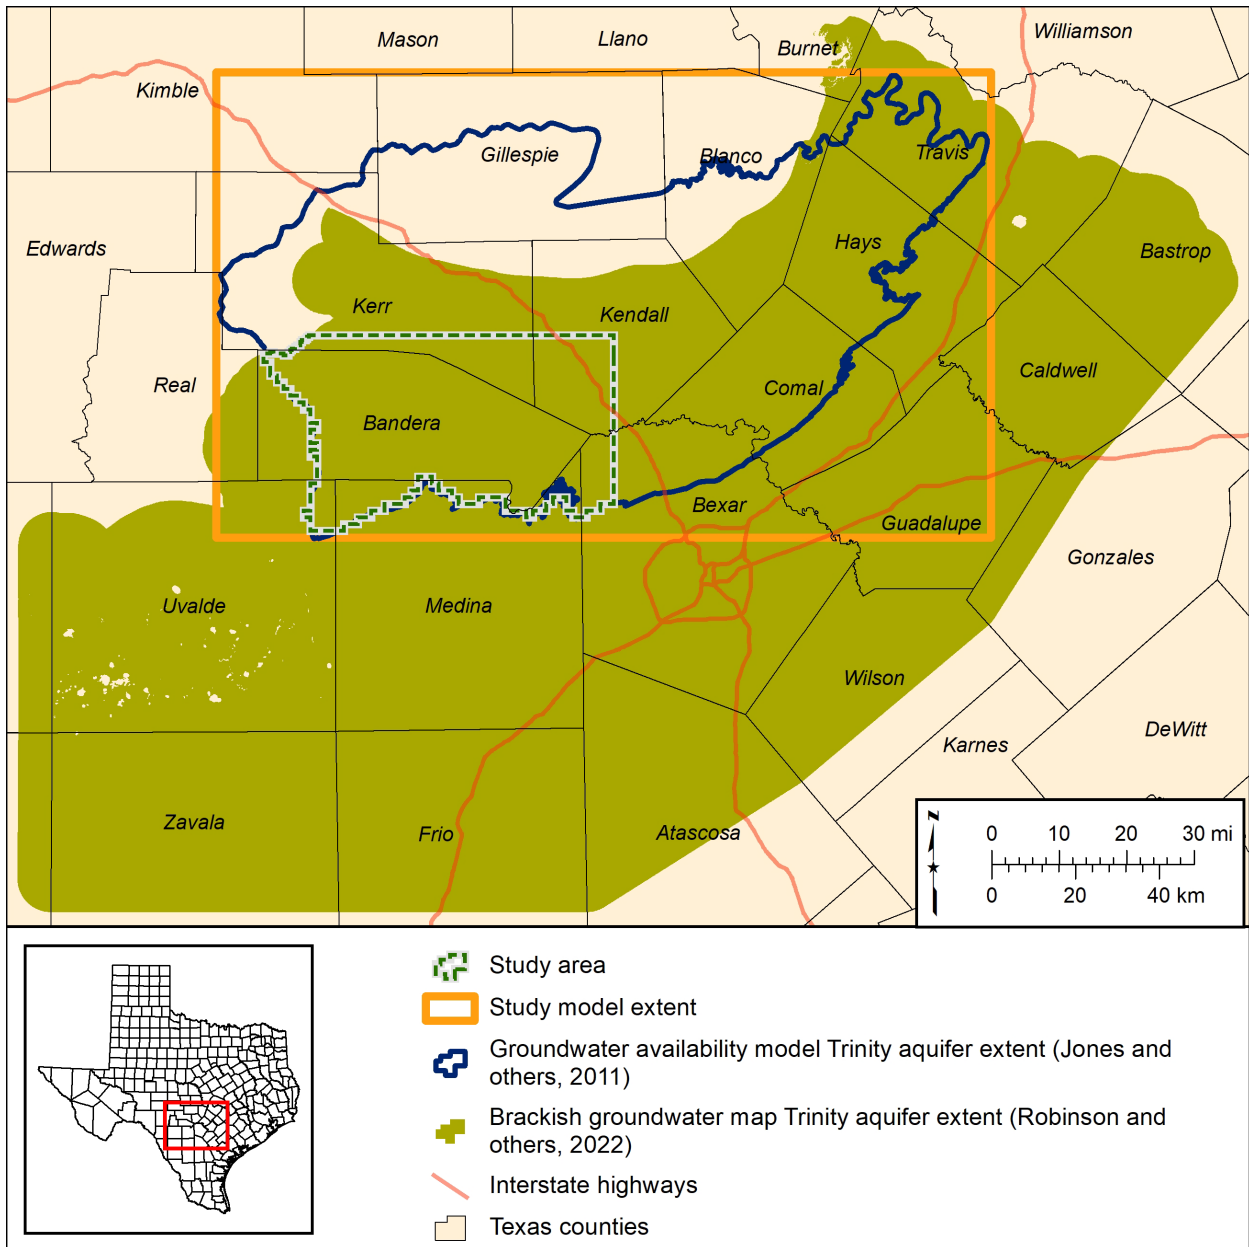 Mason
Llano
Burnet
Williamson
Kimble
Gillespie
Blanco
Travis
Edwards
Hays
Bastrop
Kerr
Kendall
Real
Bandera
Comal
Caldwell
Bexar
Guadalupe
Gonzales
Uvalde
Medina
Wilson
Karnes
DeWitt
Zavala
Frio
Atascosa
N
0 10 20 30 mi
0 20 40 km
Study area
Study model extent
Groundwater availability model Trinity aquifer extent (Jones and
others, 2011)
Brackish groundwater map Trinity aquifer extent (Robinson and
others, 2022)
Interstate highways
Texas counties